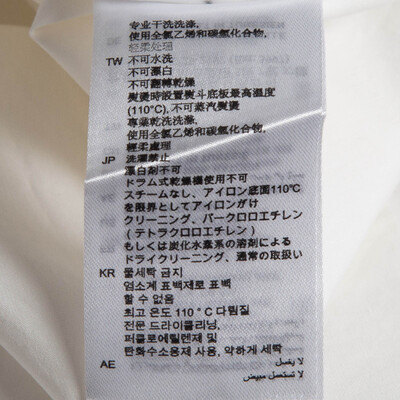 专业干洗洗涤,
使用全氯乙烯和碳氢化合物,
轻柔处理
TW 不可水洗
不可漂白
不可翻轉乾燥
熨燙時設置熨斗底板最高溫度
(110°C), 不可蒸汽熨燙
專業乾洗洗滌,
使用全氯乙烯和碳氫化合物,
輕柔處理
JP 洗濯禁止
漂白剤不可
ドラム式乾燥機使用不可
スチームなし、アイロン底面110°C
を限界としてアイロンがけ
クリーニング、パークロロエチレン
(テトラクロロエチレン)
もしくは炭化水素系の溶剤による
ドライクリーニング、通常の取扱い
KR 물세탁 금지
염소계 표백제로 표백
할 수 없음
최고 온도 110 ° C 다림질
전문 드라이클리닝,
퍼클로에틸렌제 및
탄화수소용제 사용, 약하게 세탁
AE لا يغسل
لا تستعمل مبيض